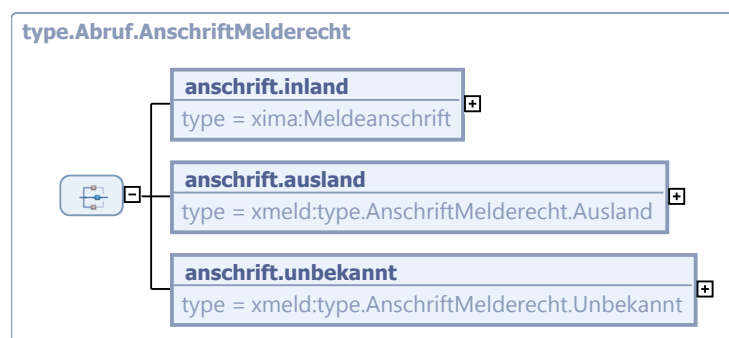 type.Abruf.AnschriftMelderecht
anschrift.inland
type = xima:Meldeanschrift
anschrift.ausland
type = xmeld:type.AnschriftMelderecht.Ausland
anschrift.unbekannt
type = xmeld:type.AnschriftMelderecht.Unbekannt